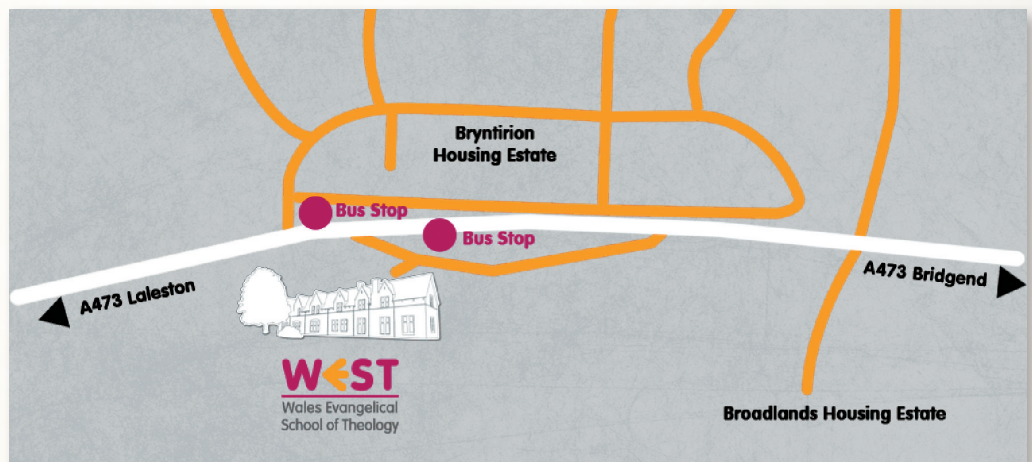 Bryntirion
Housing Estate
Bus Stop
Bus Stop
A473 Laleston
A473 Bridgend
WEST
Wales Evangelical
School of Theology
Broadlands Housing Estate